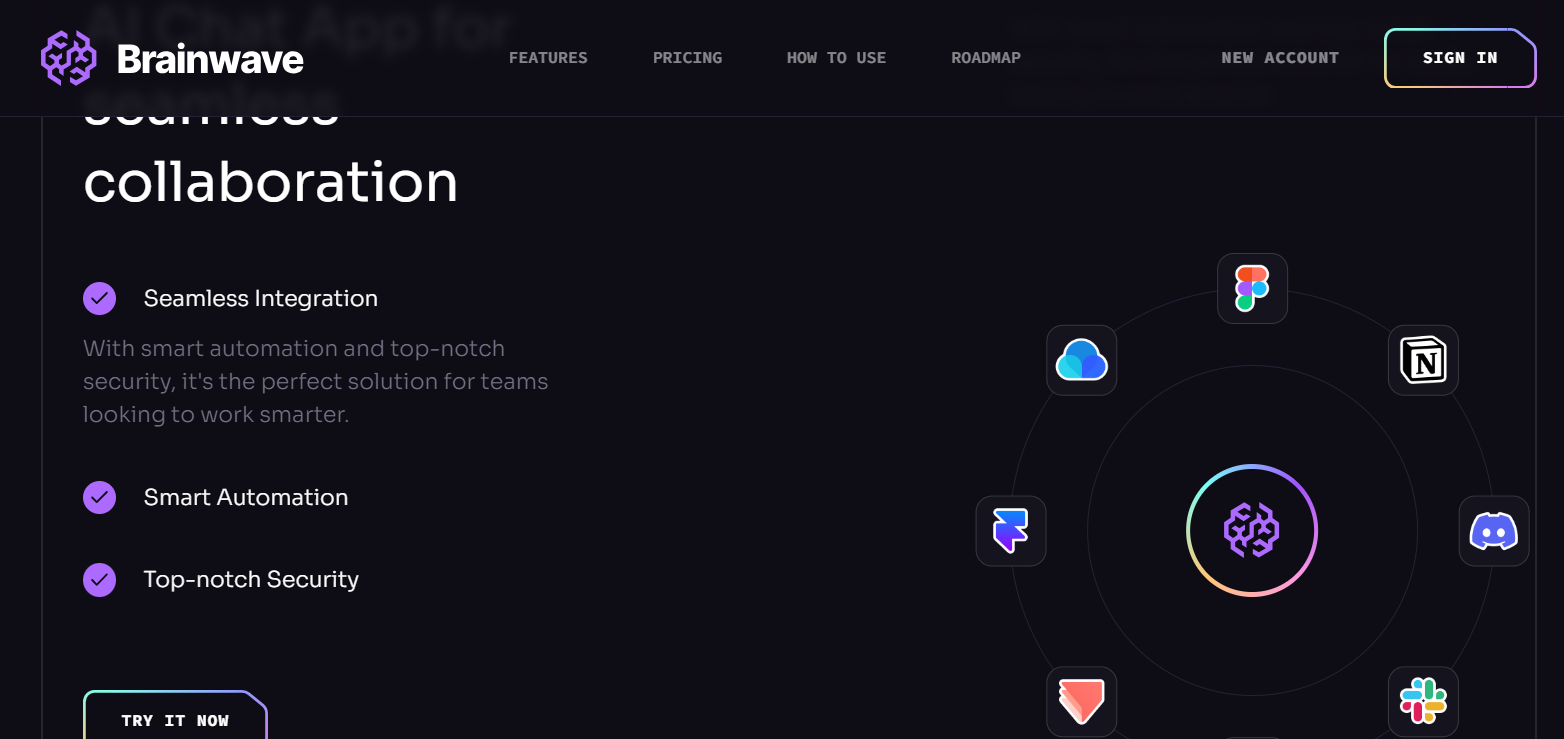 Brainwave
FEATURES
PRICING
HOW TO USE
ROADMAP
NEW ACCOUNT
SIGN IN
AI Chat App for
seamless
collaboration
Seamless Integration
With smart automation and top-notch
security, it's the perfect solution for teams
looking to work smarter.
Smart Automation
Top-notch Security
TRY IT NOW
N